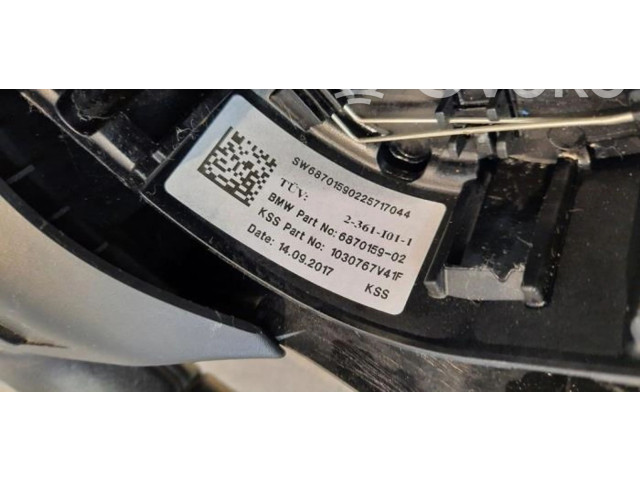 SW68701590225717044
TÜV: 2-361-101-1
BMW Part No: 6870159-02
KSS Part No: 1030767V41F
Date: 14.09.2017 KSS